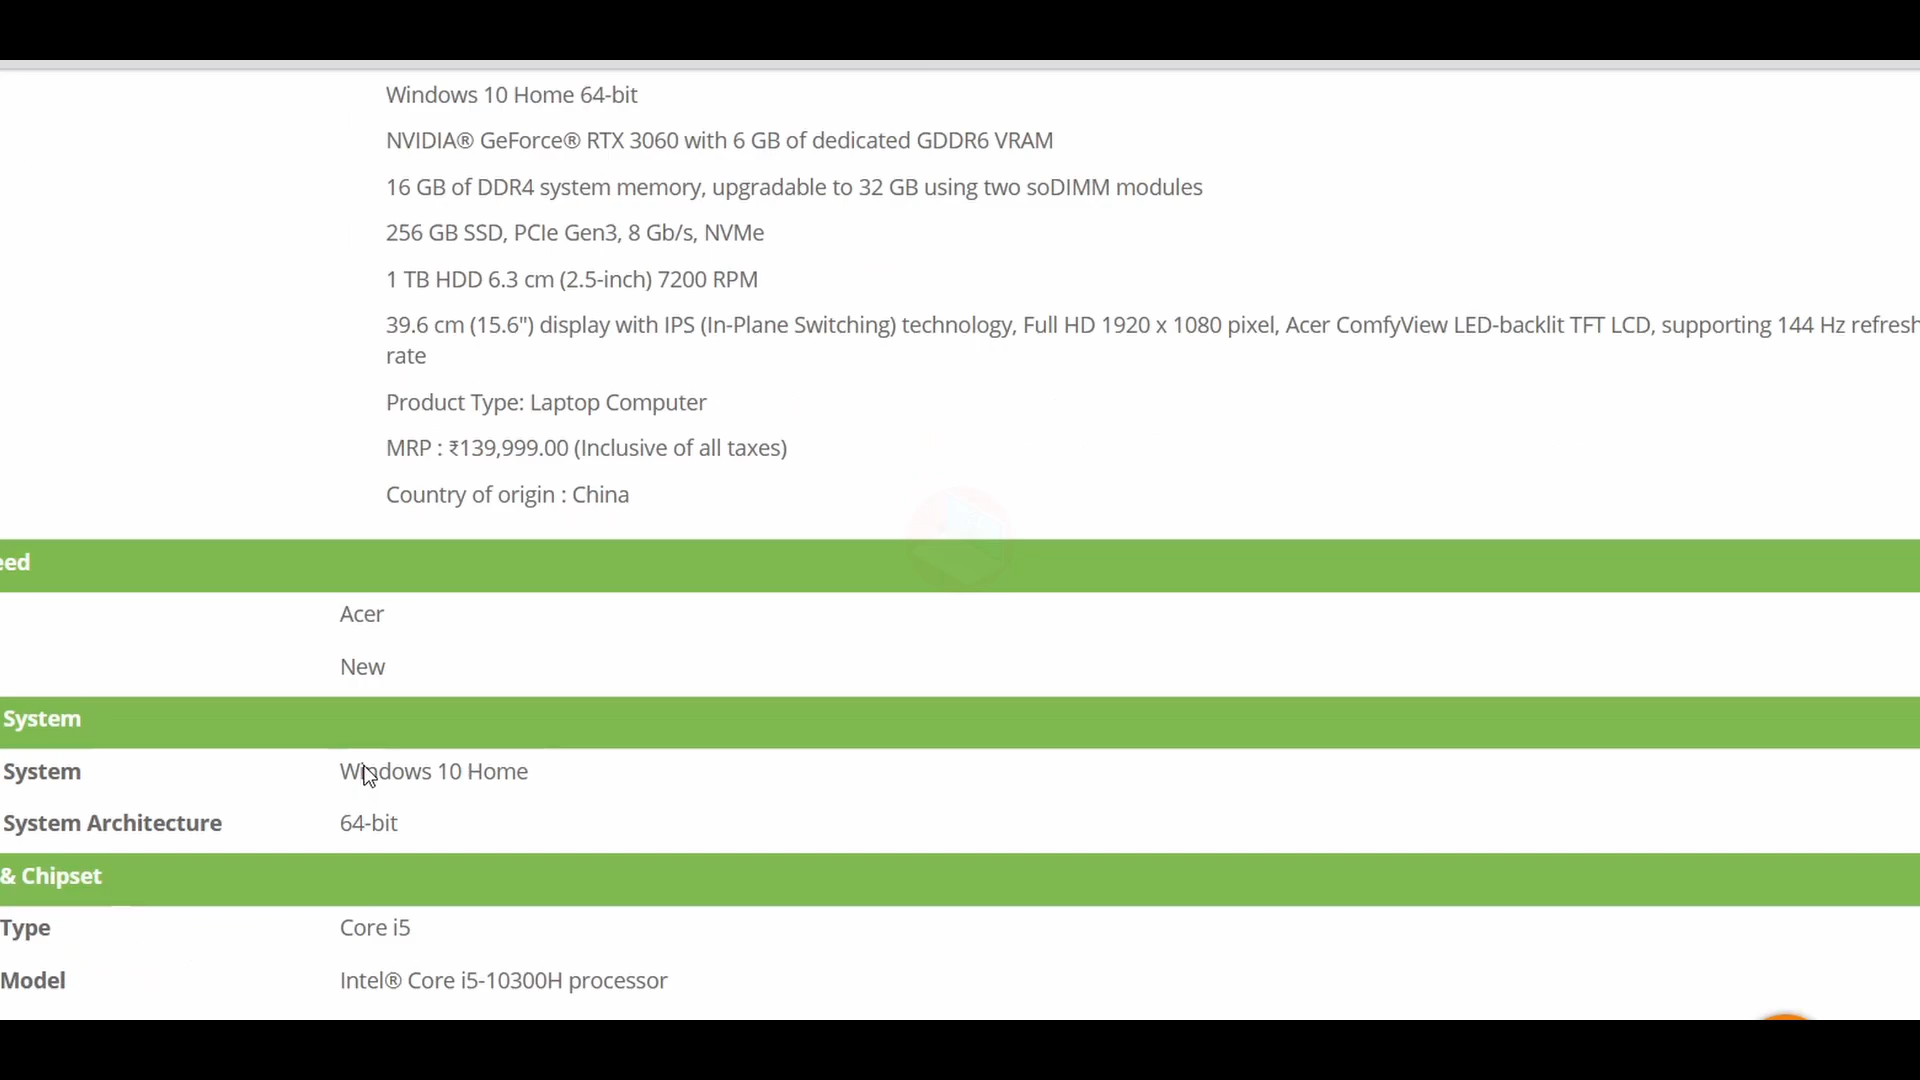 Windows 10 Home 64-bit
NVIDIA® GeForce® RTX 3060 with 6 GB of dedicated GDDR6 VRAM
16 GB of DDR4 system memory, upgradable to 32 GB using two soDIMM modules
256 GB SSD, PCIe Gen3, 8 Gb/s, NVMe
1 TB HDD 6.3 cm (2.5-inch) 7200 RPM
39.6 cm (15.6") display with IPS (In-Plane Switching) technology, Full HD 1920 x 1080 pixel, Acer ComfyView LED-backlit TFT LCD, supporting 144 Hz refresh
rate
Product Type: Laptop Computer
MRP : ₹139,999.00 (Inclusive of all taxes)
Country of origin : China
Acer
New
System
System Windows 10 Home
System Architecture 64-bit
& Chipset
Type Core i5
Model Intel® Core i5-10300H processor